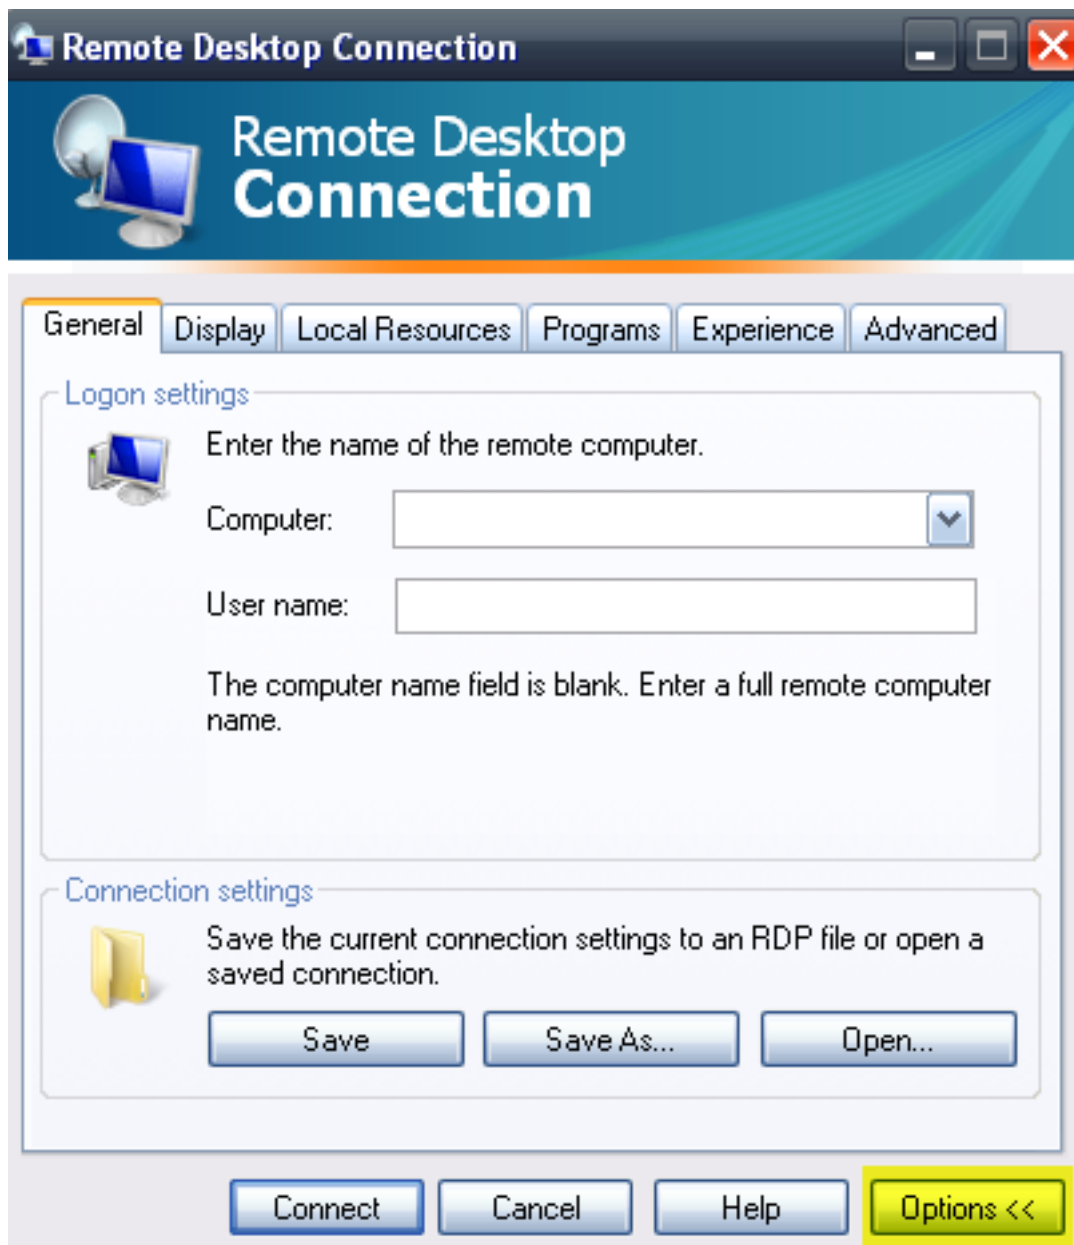 Remote Desktop Connection
Remote Desktop
Connection
General Display Local Resources Programs Experience Advanced
Logon settings
Enter the name of the remote computer.
Computer:
User name:
The computer name field is blank. Enter a full remote computer
name.
Connection settings
Save the current connection settings to an RDP file or open a
saved connection.
Save Save As... Open...
Connect Cancel Help Options <<